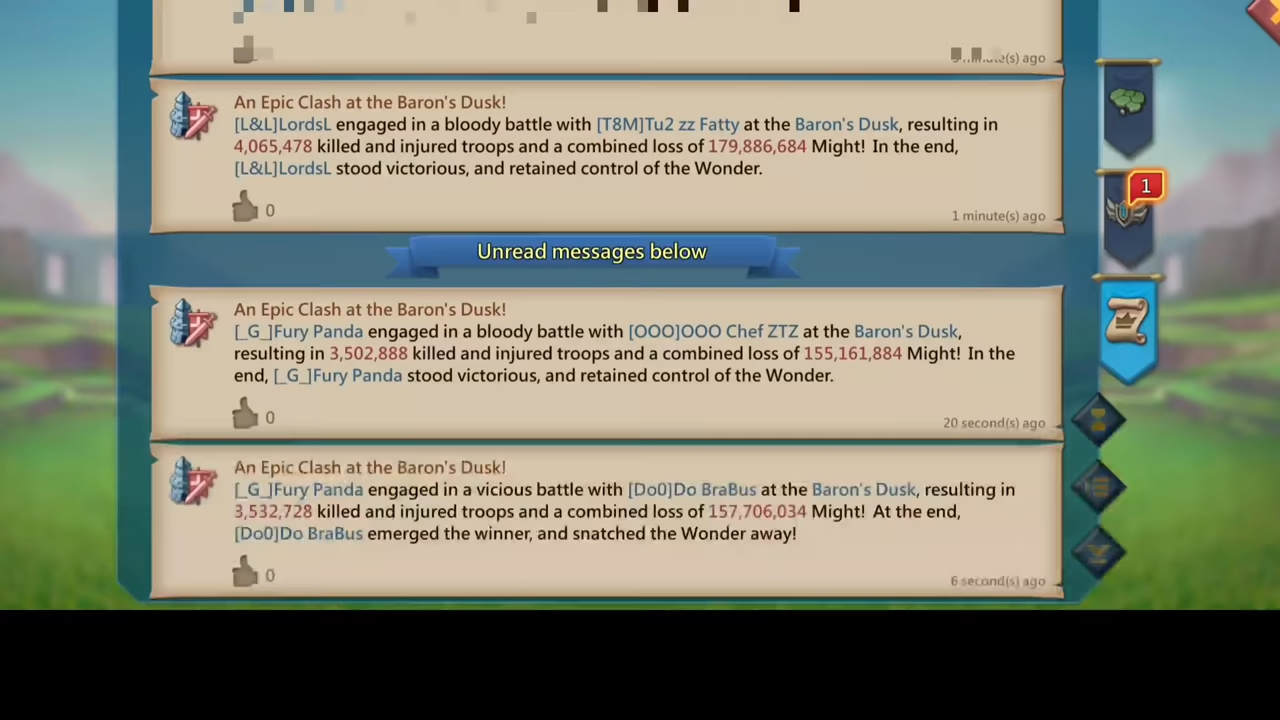 minute(s) ago
An Epic Clash at the Baron's Dusk!
[L&L]LordsL engaged in a bloody battle with [T8M]Tu2 zz Fatty at the Baron's Dusk, resulting in
4,065,478 killed and injured troops and a combined loss of 179,886,684 Might! In the end,
[L&L]LordsL stood victorious, and retained control of the Wonder.
0
1 minute(s) ago
1
Unread messages below
An Epic Clash at the Baron's Dusk!
[_G_]Fury Panda engaged in a bloody battle with [OOO]OOO Chef ZTZ at the Baron's Dusk,
resulting in 3,502,888 killed and injured troops and a combined loss of 155,161,884 Might! In the
end, [_G_]Fury Panda stood victorious, and retained control of the Wonder.
0
20 second(s) ago
An Epic Clash at the Baron's Dusk!
[_G_]Fury Panda engaged in a vicious battle with [Do0]Do BraBus at the Baron's Dusk, resulting in
3,532,728 killed and injured troops and a combined loss of 157,706,034 Might! At the end,
[Do0]Do BraBus emerged the winner, and snatched the Wonder away!
0
6 second(s) ago